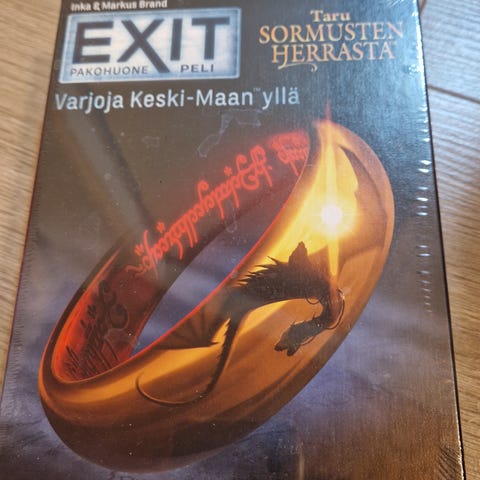 Inka & Markus Brand
EXIT
PAKOHUONE PELI
Taru
SORMUSTEN
HERRASTA
Varjoja Keski-Maan™ yllä